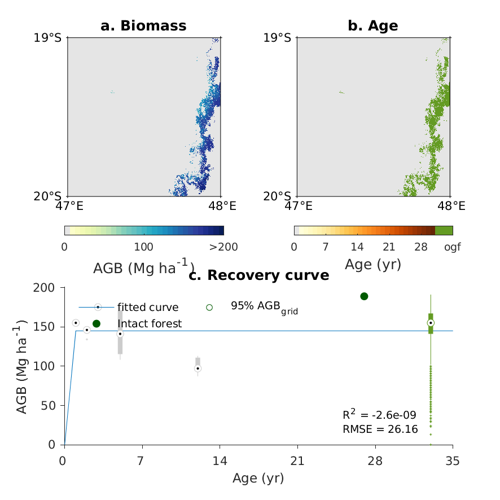 a. Biomass
b. Age
19°S
20°S
47°E
48°E
19°S
20°S
47°E
48°E
0
100
>200
AGB (Mg ha⁻¹)
0
7
14
21
28
ogf
Age (yr)
c. Recovery curve
200
150
100
50
0
AGB (Mg ha⁻¹)
fitted curve
Intact forest
95% AGB_grid
R² = -2.6e-09
RMSE = 26.16
0
7
14
21
28
35
Age (yr)